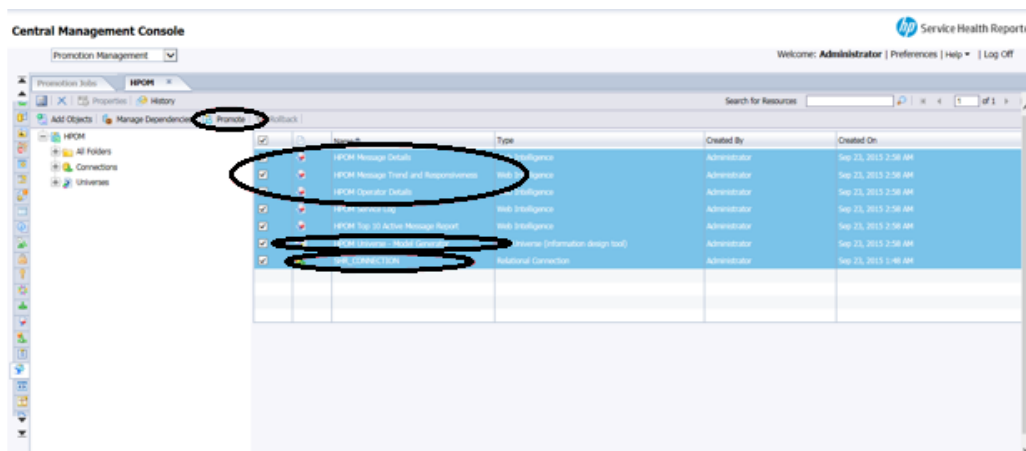 Central Management Console
hp Service Health Reporte
Promotion Management
Welcome: Administrator | Preferences | Help | Log Off
Promotion Jobs HPOM
Properties History Search for Resources 1 of 1
Add Objects Manage Dependencies Promote Rollback
HPOM
All Folders
Connections
Universes
Name Type Created By Created On
HPOM Message Details Intelligence Administrator Sep 23, 2015 2:58 AM
HPOM Message Trend and Responsiveness Web Intelligence Administrator Sep 23, 2015 2:58 AM
HPOM Operator Details Intelligence Administrator Sep 23, 2015 2:58 AM
HPOM Service Log Web Intelligence Administrator Sep 23, 2015 2:58 AM
HPOM Top 10 Active Message Report Web Intelligence Administrator Sep 23, 2015 2:58 AM
HPOM Universe - Model Generator Universe (information design tool) Administrator Sep 23, 2015 2:58 AM
SHR_CONNECTION Relational Connection Administrator Sep 23, 2015 1:48 AM